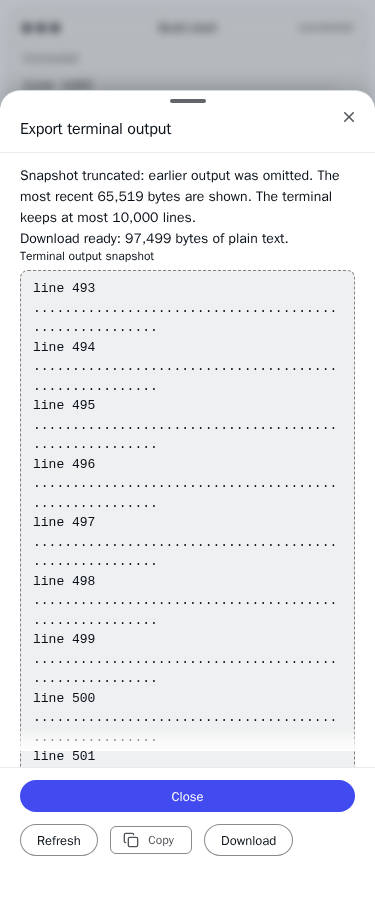 Export terminal output
Snapshot truncated: earlier output was omitted. The
most recent 65,519 bytes are shown. The terminal
keeps at most 10,000 lines.
Download ready: 97,499 bytes of plain text.
Terminal output snapshot
line 493
.......................................
................
line 494
.......................................
................
line 495
.......................................
................
line 496
.......................................
................
line 497
.......................................
................
line 498
.......................................
................
line 499
.......................................
................
line 500
.......................................
................
line 501
Close
Refresh
Copy
Download